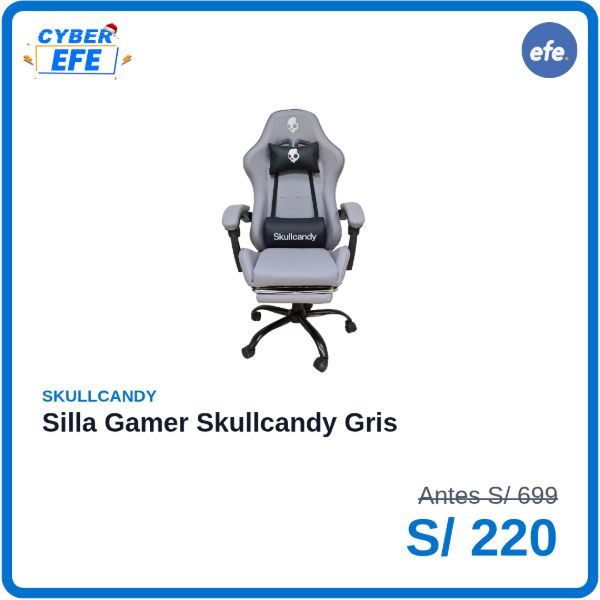 CYBER
EFE
efe.
Skullcandy
SKULLCANDY
Silla Gamer Skullcandy Gris
Antes S/ 699
S/ 220